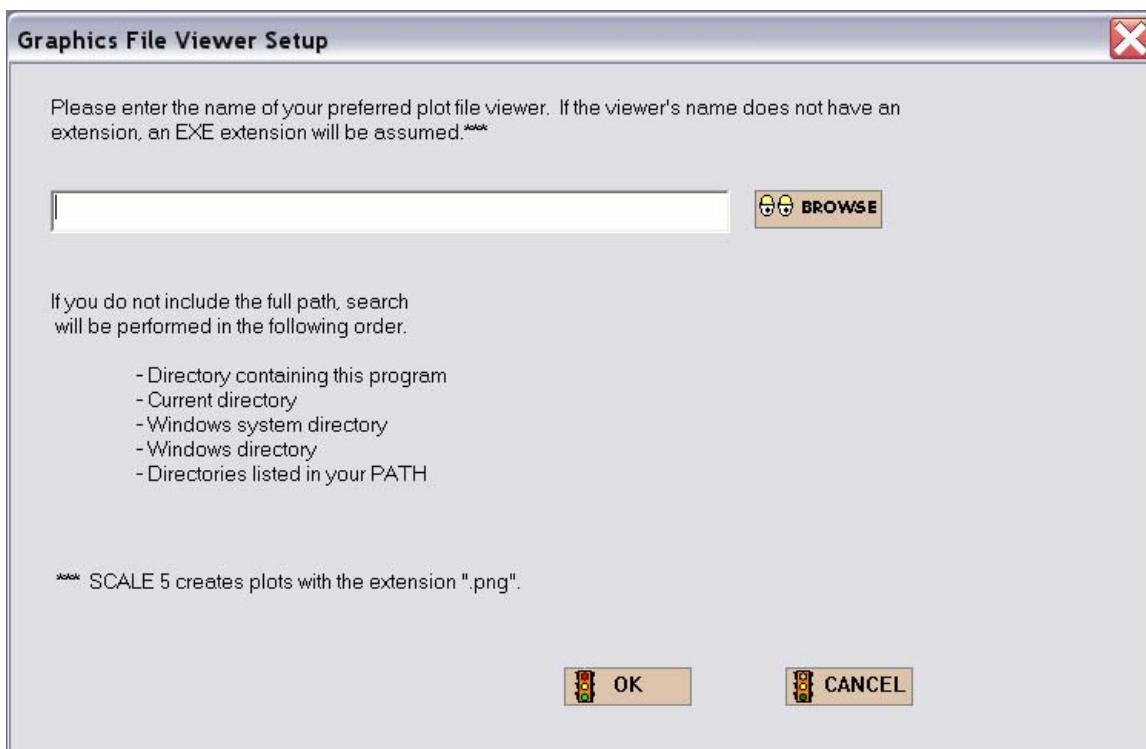 Graphics File Viewer Setup
Please enter the name of your preferred plot file viewer. If the viewer's name does not have an
extension, an EXE extension will be assumed.***
BROWSE
If you do not include the full path, search
will be performed in the following order.
- Directory containing this program
- Current directory
- Windows system directory
- Windows directory
- Directories listed in your PATH
*** SCALE 5 creates plots with the extension ".png".
OK
CANCEL